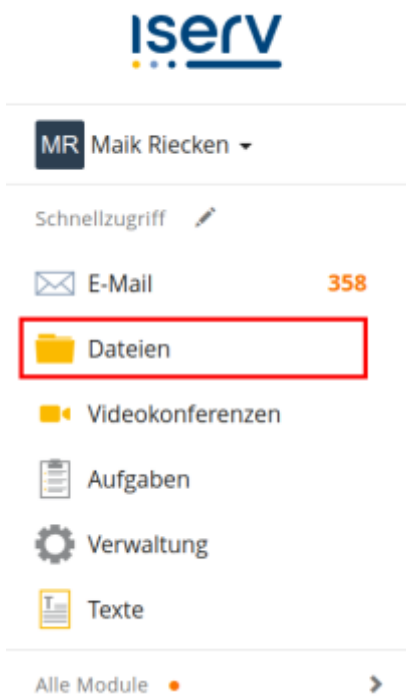 iserv
MR Maik Riecken
Schnellzugriff
E-Mail 358
Dateien
Videokonferenzen
Aufgaben
Verwaltung
Texte
Alle Module